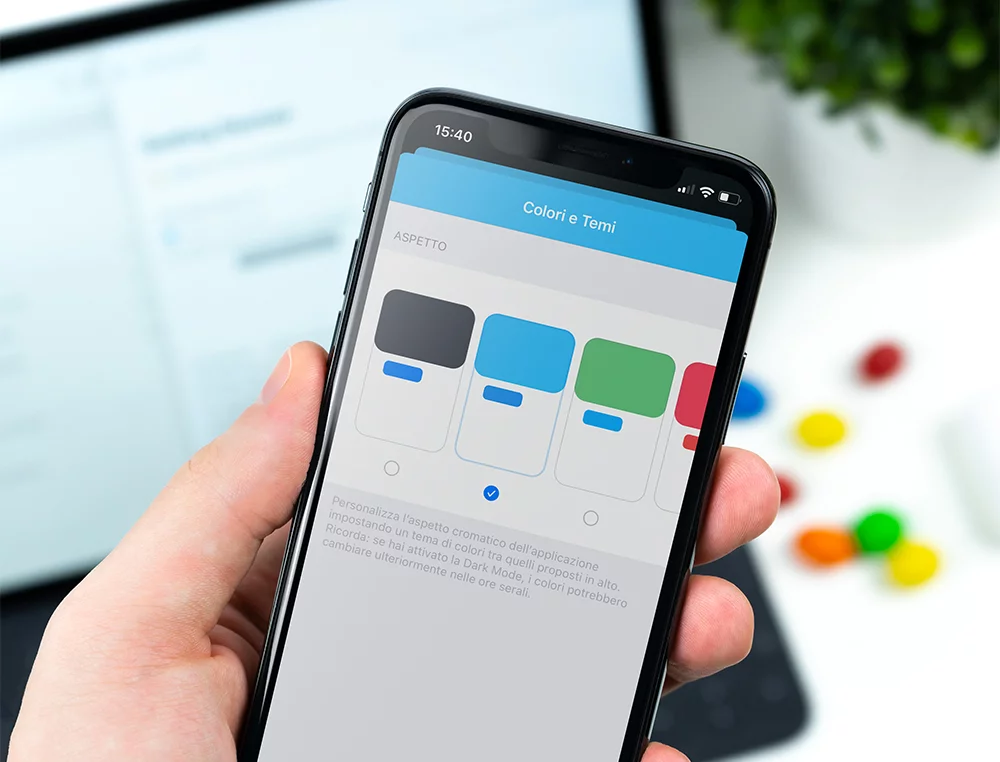 15:40
Colori e Temi
ASPETTO
Personalizza l'aspetto cromatico dell'applicazione
impostando un tema di colori tra quelli proposti in alto.
Ricorda: se hai attivato la Dark Mode, i colori potrebbero
cambiare ulteriormente nelle ore serali.